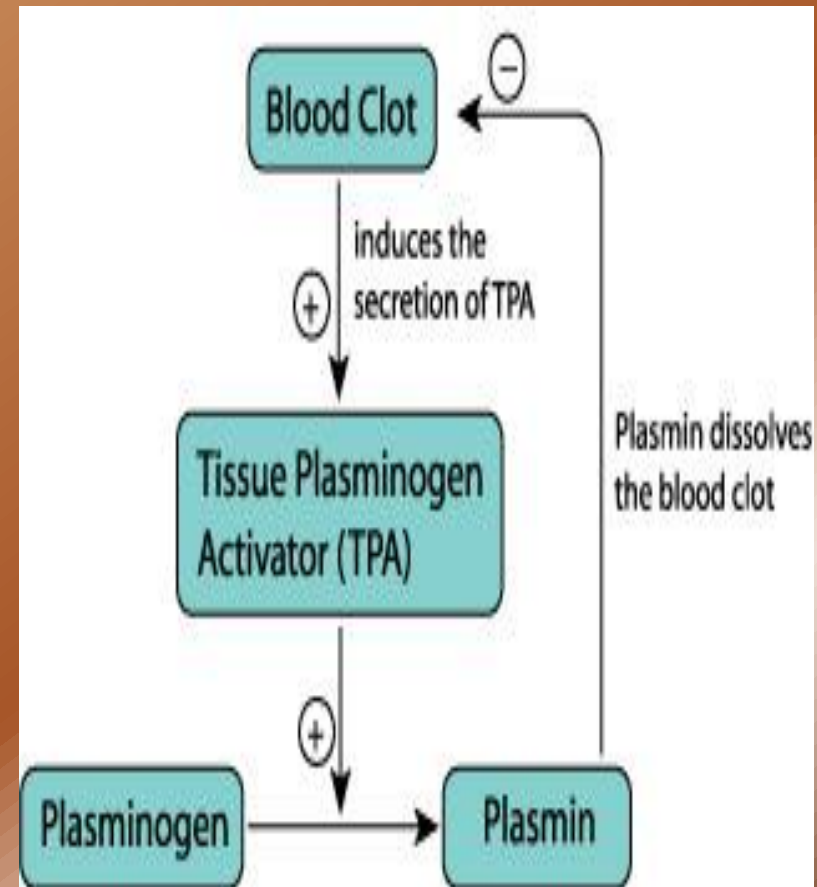 Blood Clot
−
induces the
secretion of TPA
+
Tissue Plasminogen
Activator (TPA)
Plasmin dissolves
the blood clot
+
Plasminogen
Plasmin